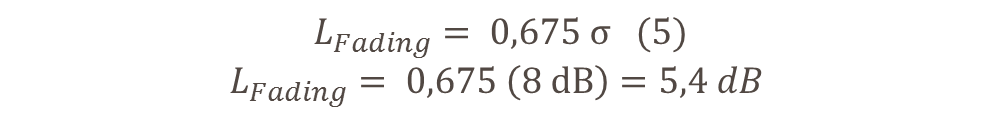 L_Fading = 0,675 σ (5)
L_Fading = 0,675 (8 dB) = 5,4 dB